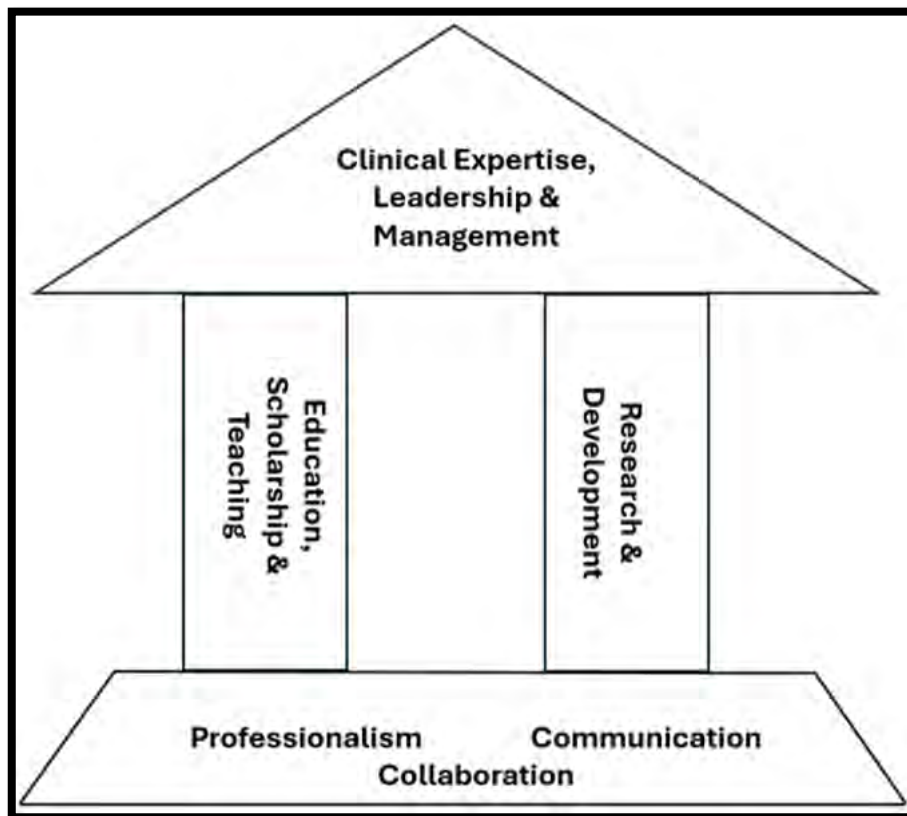 Clinical Expertise,
Leadership &
Management
Education,
Scholarship &
Teaching
Research &
Development
Professionalism Communication
Collaboration